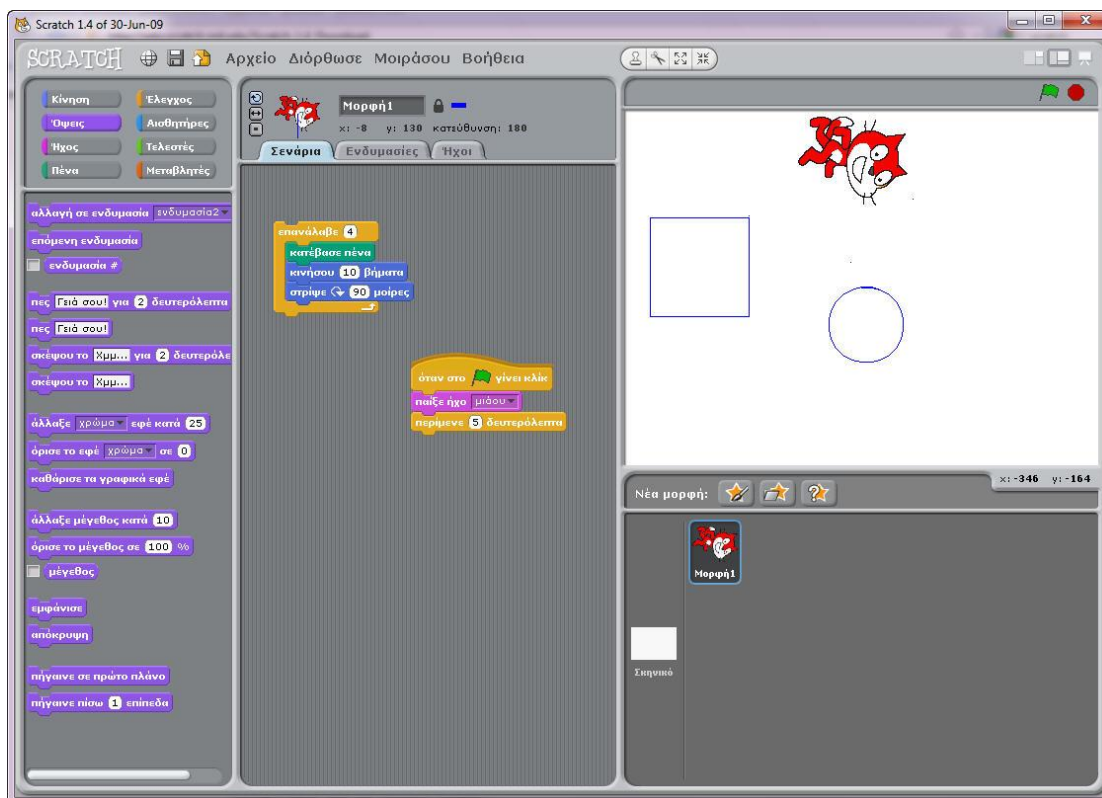 Scratch 1.4 of 30-Jun-09
SCRATCH Αρχείο Διόρθωσε Μοιράσου Βοήθεια
Κίνηση Έλεγχος
Όψεις Αισθητήρες
Ήχος Τελεστές
Πένα Μεταβλητές
αλλαγή σε ενδυμασία ενδυμασία2
επόμενη ενδυμασία
ενδυμασία #
πες Γειά σου! για 2 δευτερόλεπτα
πες Γειά σου!
σκέψου το Χμμ... για 2 δευτερόλε
σκέψου το Χμμ...
άλλαξε χρώμα εφέ κατά 25
όρισε το εφέ χρώμα σε 0
καθάρισε τα γραφικά εφέ
άλλαξε μέγεθος κατά 10
όρισε το μέγεθος σε 100 %
μέγεθος
εμφάνισε
απόκρυψη
πήγαινε σε πρώτο πλάνο
πήγαινε πίσω 1 επίπεδα
Μορφή1
x: -8 y: 130 κατεύθυνση: 180
Σενάρια Ενδυμασίες Ήχοι
επανάλαβε 4
κατέβασε πένα
κινήσου 10 βήματα
στρίψε 90 μοίρες
όταν στο γίνει κλίκ
παίξε ήχο μιάου
περίμενε 5 δευτερόλεπτα
x: -346 y: -164
Νέα μορφή:
Μορφή1
Σκηνικό